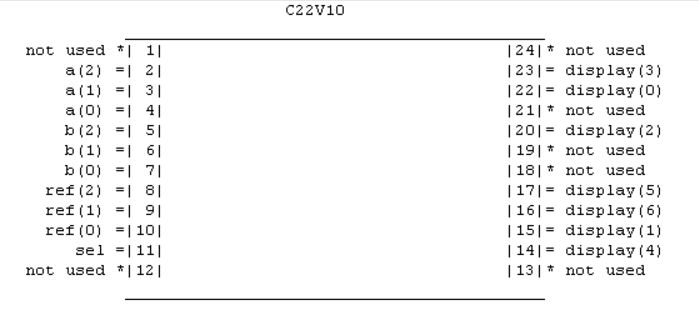 C22V10
not used *| 1| |24|* not used
a(2) =| 2| |23|= display(3)
a(1) =| 3| |22|= display(0)
a(0) =| 4| |21|* not used
b(2) =| 5| |20|= display(2)
b(1) =| 6| |19|* not used
b(0) =| 7| |18|* not used
ref(2) =| 8| |17|= display(5)
ref(1) =| 9| |16|= display(6)
ref(0) =|10| |15|= display(1)
sel =|11| |14|= display(4)
not used *|12| |13|* not used